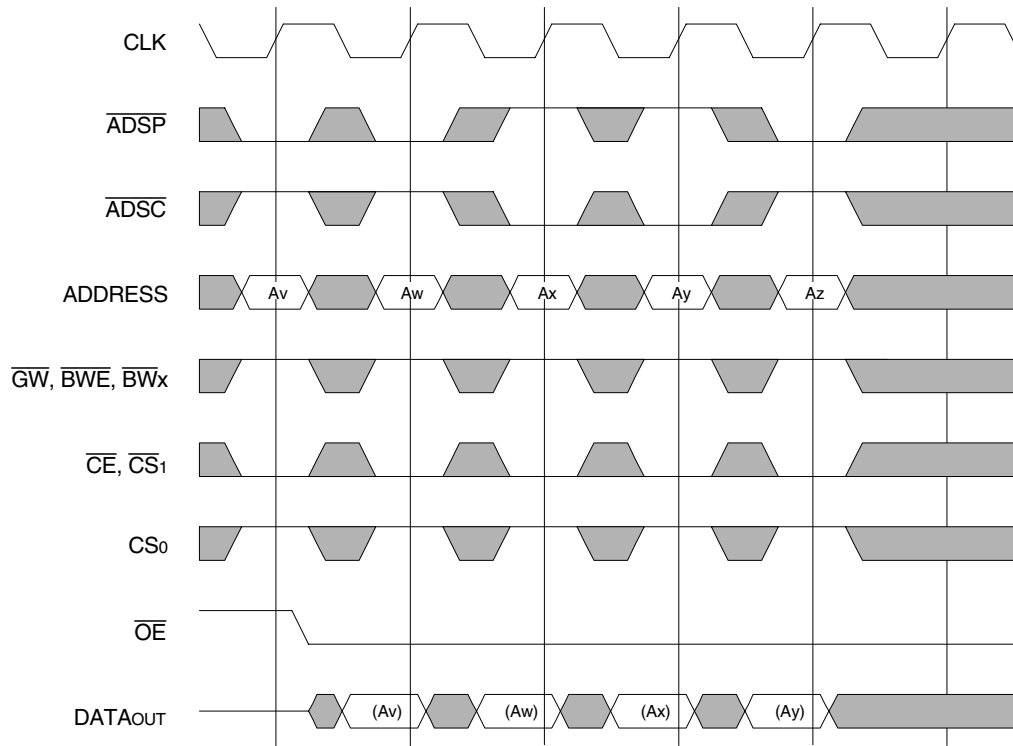 CLK
ADSP
ADSC
ADDRESS Av Aw Ax Ay Az
GW, BWE, BWx
CE, CS1
CS0
OE
DATAOUT (Av) (Aw) (Ax) (Ay)